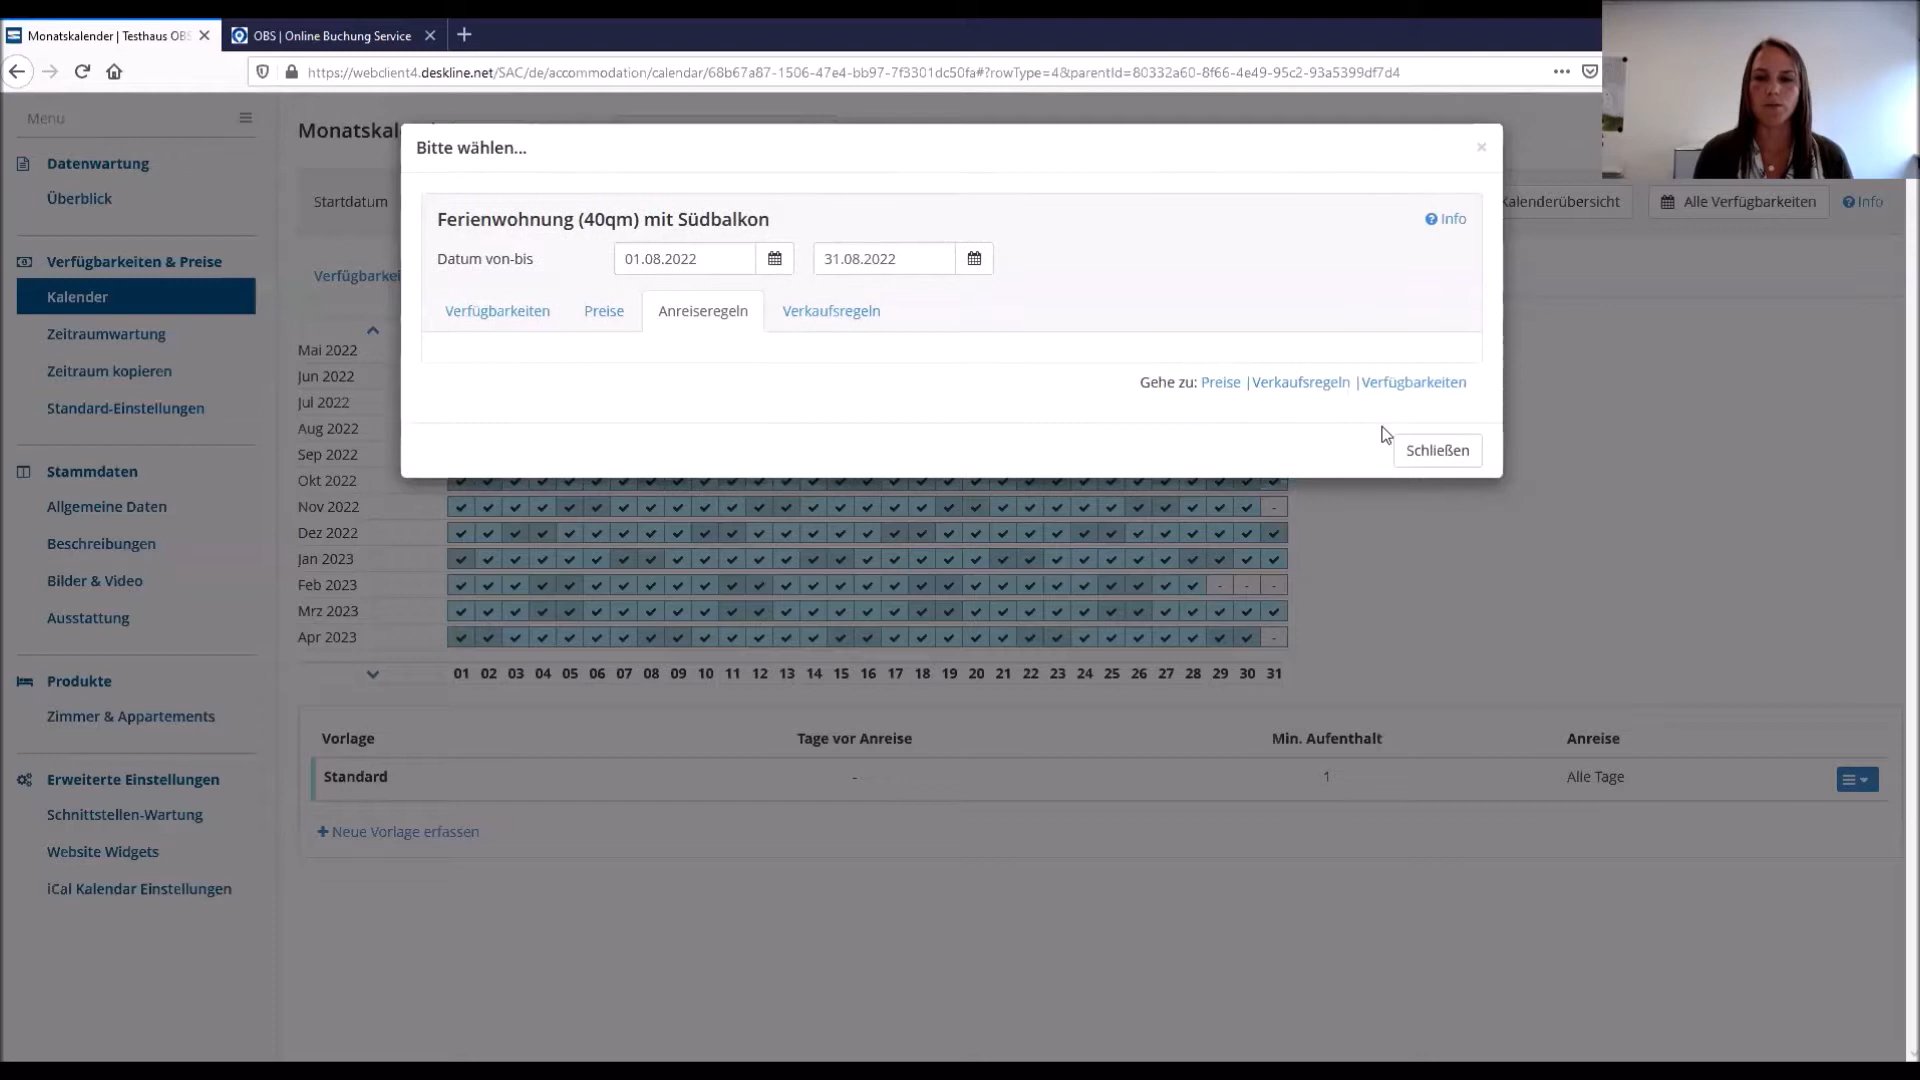 Monatskalender | Testhaus OBS
OBS | Online Buchung Service
https://webclient4.deskline.net/SAC/de/accommodation/calendar/68b67a87-1506-47e4-bb97-7f3301dc50fa#?rowType=4&parentId=80332a60-8f66-4e49-95c2-93a5399df7d4
Menu
Datenwartung
Überblick
Verfügbarkeiten & Preise
Kalender
Zeitraumwartung
Zeitraum kopieren
Standard-Einstellungen
Stammdaten
Allgemeine Daten
Beschreibungen
Bilder & Video
Ausstattung
Produkte
Zimmer & Appartements
Erweiterte Einstellungen
Schnittstellen-Wartung
Website Widgets
iCal Kalendar Einstellungen
Monatskal
Startdatum
Kalenderübersicht
Alle Verfügbarkeiten
Info
Verfügbarkei
Bitte wählen...
×
Ferienwohnung (40qm) mit Südbalkon
Info
Datum von-bis 01.08.2022 31.08.2022
Verfügbarkeiten Preise Anreiseregeln Verkaufsregeln
Gehe zu: Preise |Verkaufsregeln |Verfügbarkeiten
Schließen
Mai 2022
Jun 2022
Jul 2022
Aug 2022
Sep 2022
Okt 2022
Nov 2022 -
Dez 2022
Jan 2023
Feb 2023 - - -
Mrz 2023
Apr 2023 -
01 02 03 04 05 06 07 08 09 10 11 12 13 14 15 16 17 18 19 20 21 22 23 24 25 26 27 28 29 30 31
Vorlage Tage vor Anreise Min. Aufenthalt Anreise
Standard - 1 Alle Tage
+ Neue Vorlage erfassen